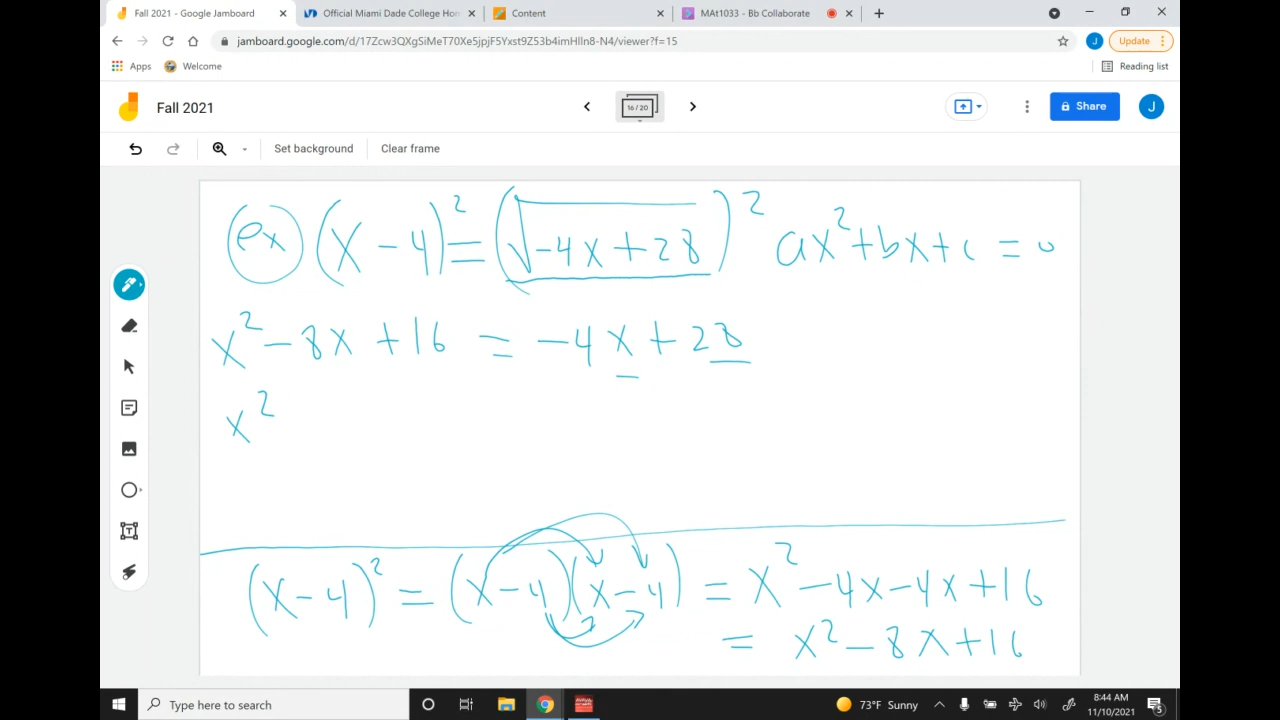 Fall 2021 - Google Jamboard
Official Miami Dade College Hom
Content
MAt1033 - Bb Collaborate
jamboard.google.com/d/17Zcw3QXgSiMeT70Xe5jpjF5Yxst9Z53b4imHlln8-N4/viewer?f=15
J
Update
Apps
Welcome
Reading list
Fall 2021
16 / 20
Share
J
Set background
Clear frame
ex (x - 4)² = (√-4x + 28)² ax² + bx + c = 0
x² - 8x + 16 = -4x + 28
x²
(x - 4)² = (x - 4)(x - 4) = x² - 4x - 4x + 16
= x² - 8x + 16
Type here to search
73°F Sunny
8:44 AM
11/10/2021
5